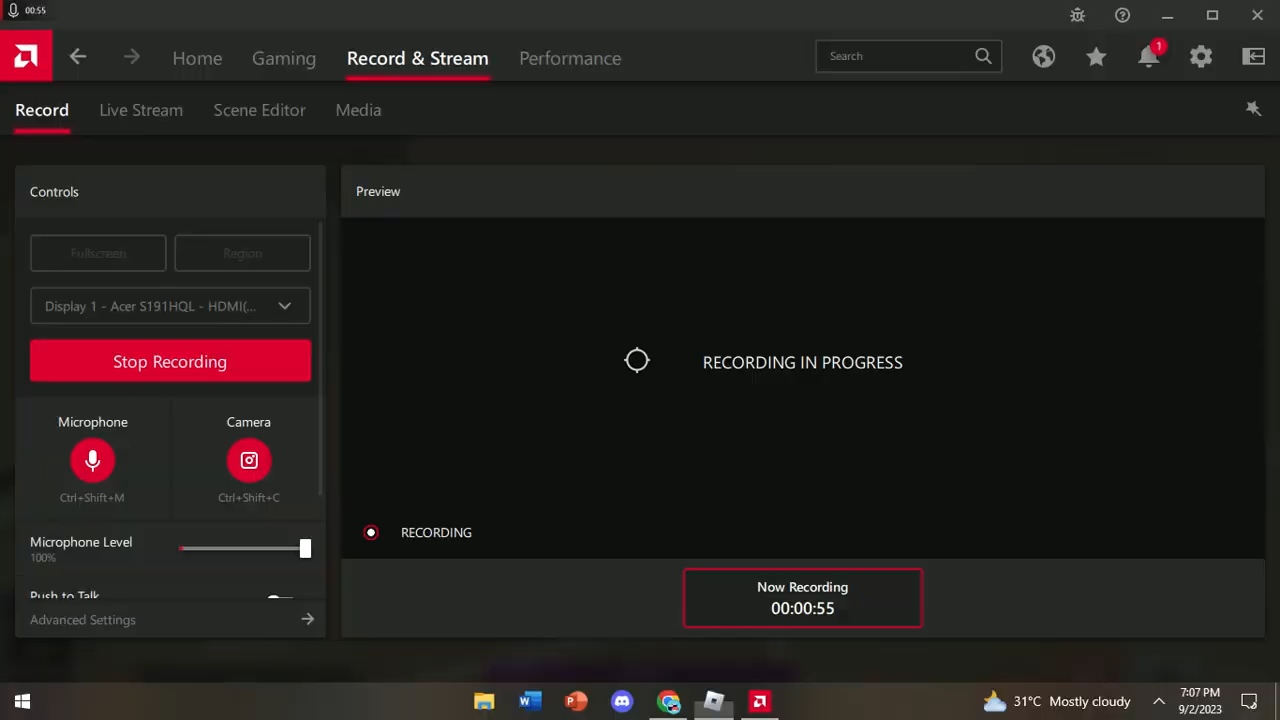 00:55
Home
Gaming
Record & Stream
Performance
Search
1
Record
Live Stream
Scene Editor
Media
Controls
Preview
Fullscreen
Region
Display 1 - Acer S191HQL - HDMI(...
Stop Recording
RECORDING IN PROGRESS
Microphone
Camera
Ctrl+Shift+M
Ctrl+Shift+C
RECORDING
Microphone Level
100%
Push to Talk
Now Recording
00:00:55
Advanced Settings
31°C Mostly cloudy
7:07 PM
9/2/2023